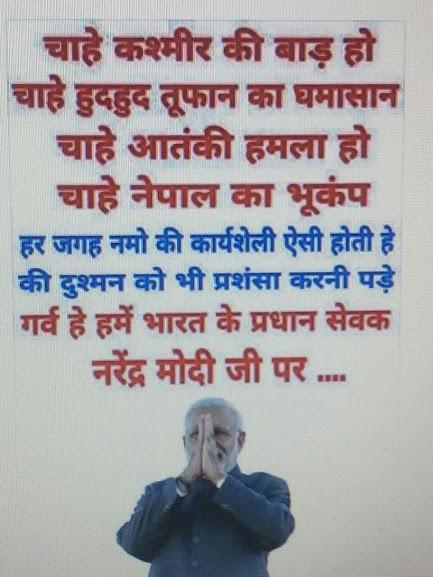 चाहे कश्मीर की बाड़ हो
चाहे हुदहुद तूफान का घमासान
चाहे आतंकी हमला हो
चाहे नेपाल का भूकंप
हर जगह नमो की कार्यशेली ऐसी होती हे
की दुश्मन को भी प्रशंसा करनी पड़े
गर्व हे हमें भारत के प्रधान सेवक
नरेंद्र मोदी जी पर ....